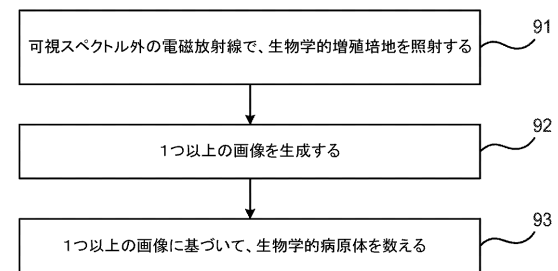 可視スペクトル外の電磁放射線で、生物学的増殖培地を照射する
91
1つ以上の画像を生成する
92
1つ以上の画像に基づいて、生物学的病原体を数える
93